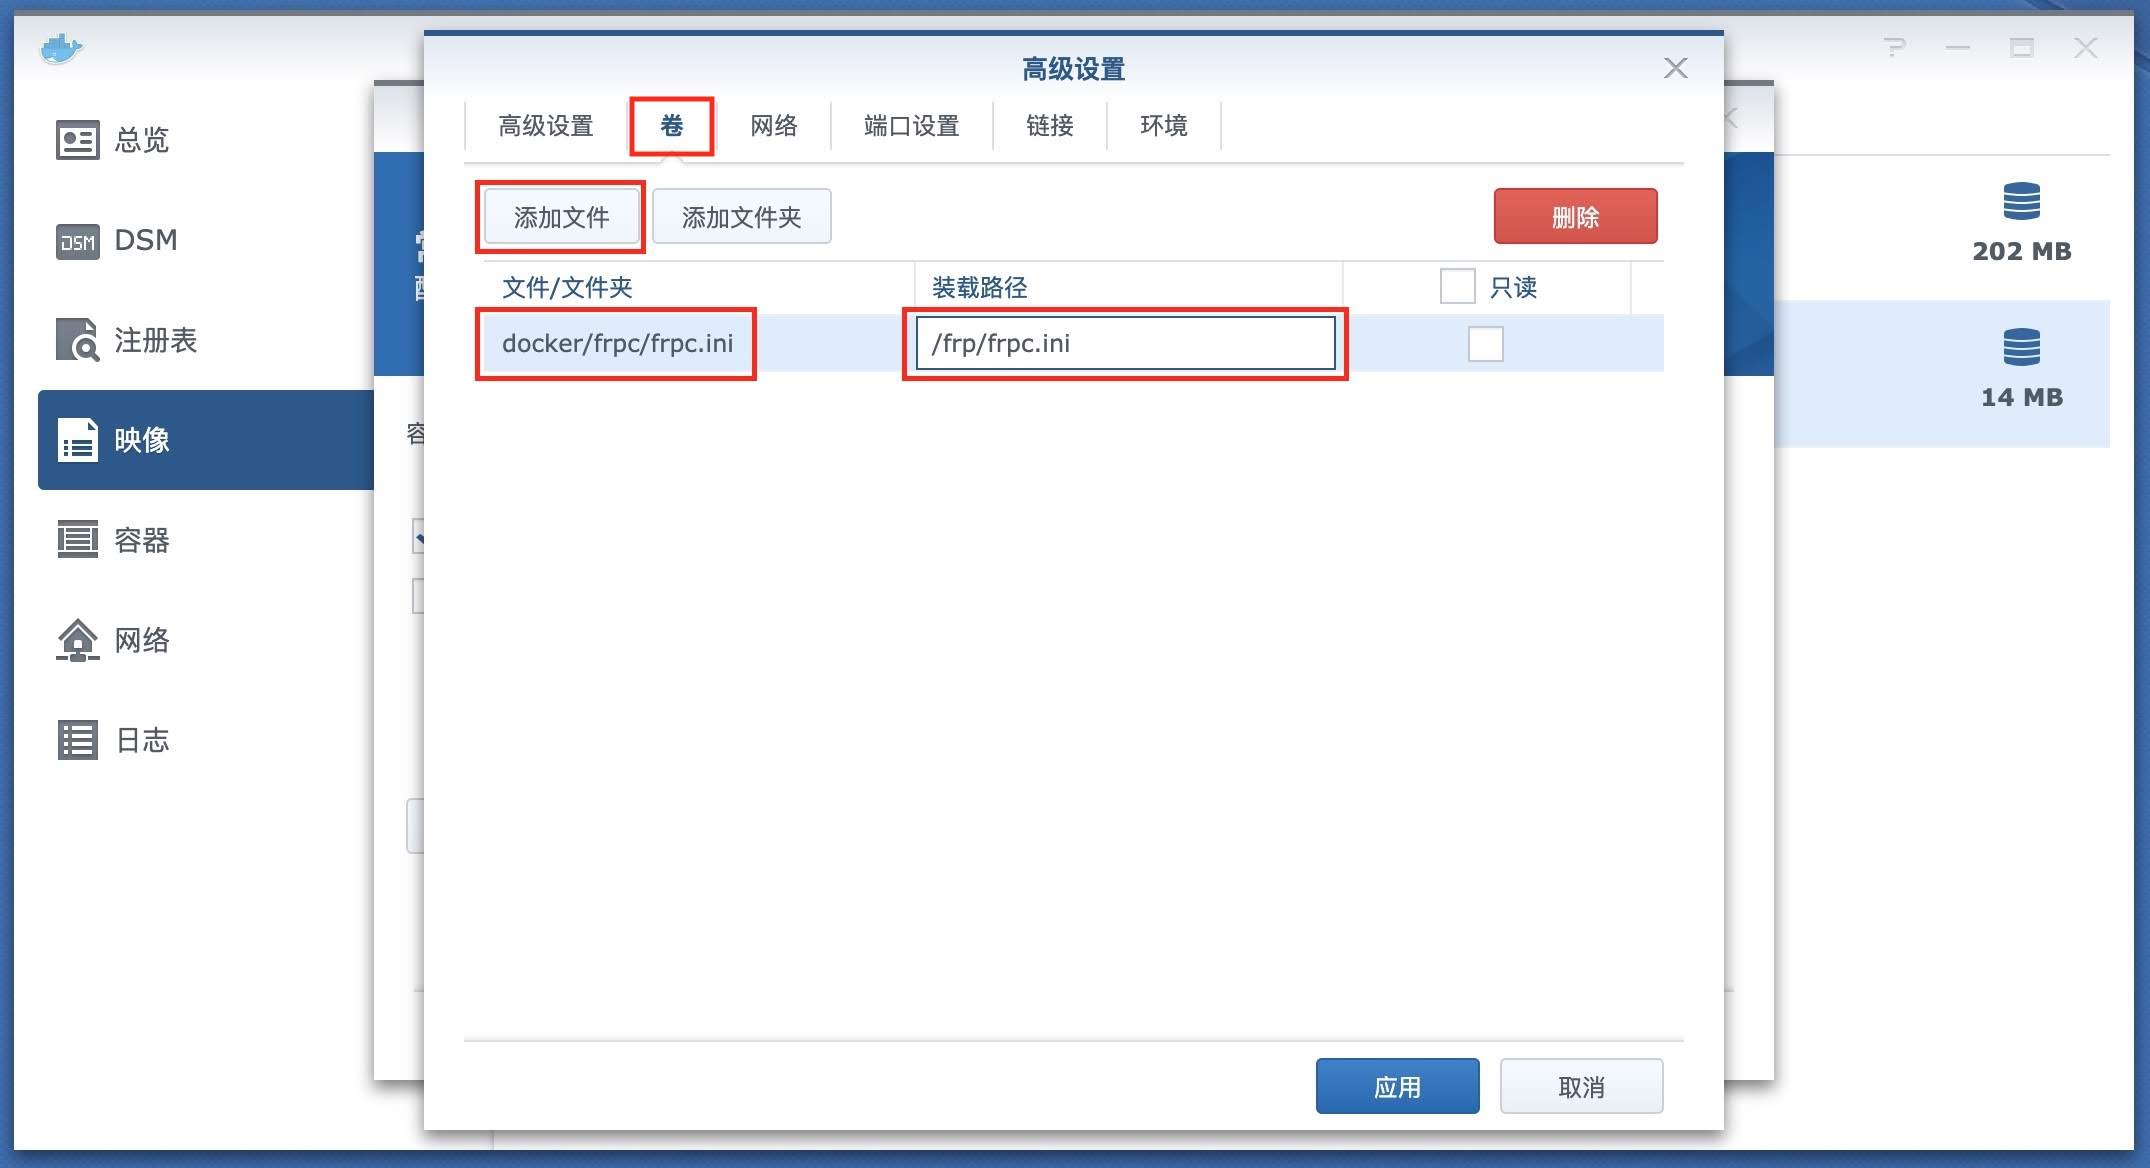 高级设置
高级设置 卷 网络 端口设置 链接 环境
添加文件 添加文件夹 删除
文件/文件夹 装载路径 只读
docker/frpc/frpc.ini /frp/frpc.ini
应用 取消
总览
DSM
DSM
注册表
映像
容器
网络
日志
容
202 MB
14 MB